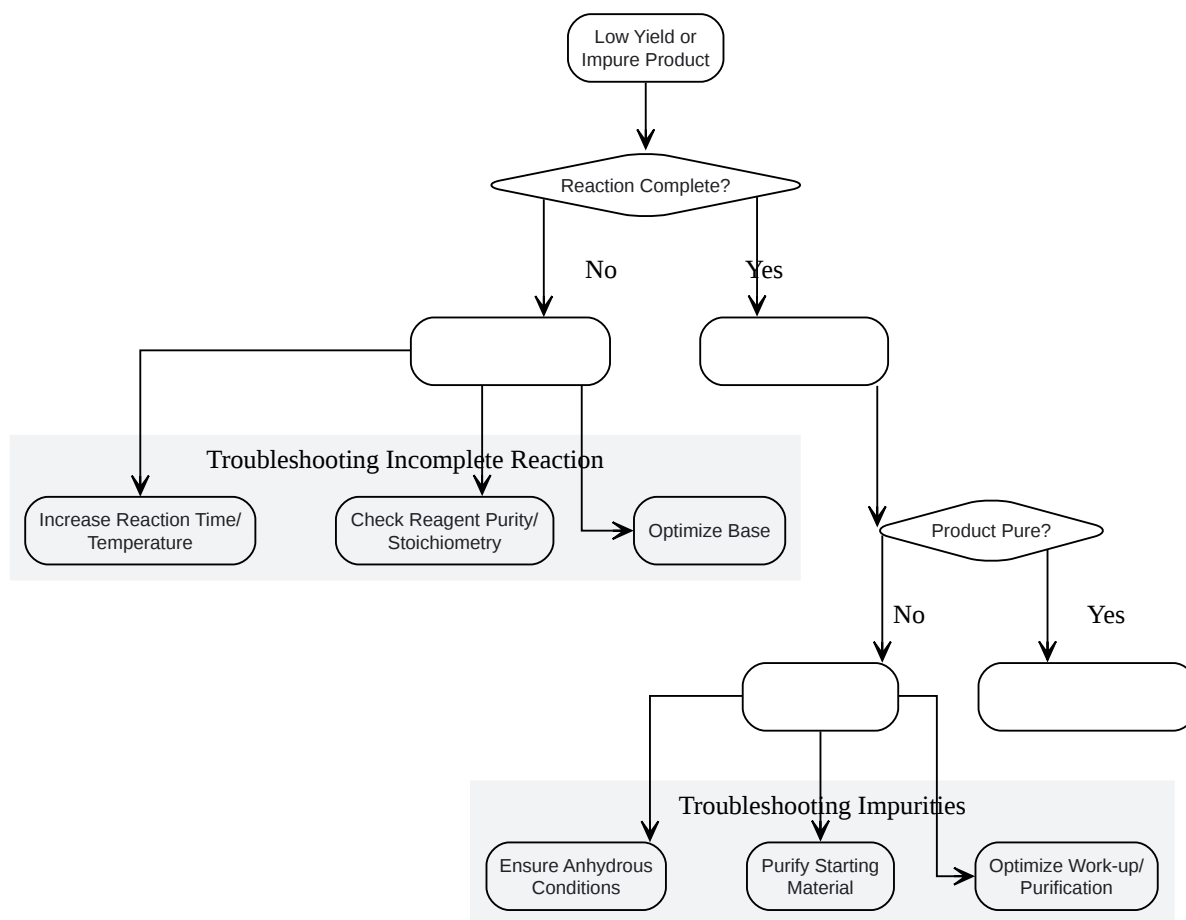 Low Yield or
Impure Product
Reaction Complete?
No
Yes
Troubleshooting Incomplete Reaction
Increase Reaction Time/
Temperature
Check Reagent Purity/
Stoichiometry
Optimize Base
Product Pure?
No
Yes
Troubleshooting Impurities
Ensure Anhydrous
Conditions
Purify Starting
Material
Optimize Work-up/
Purification